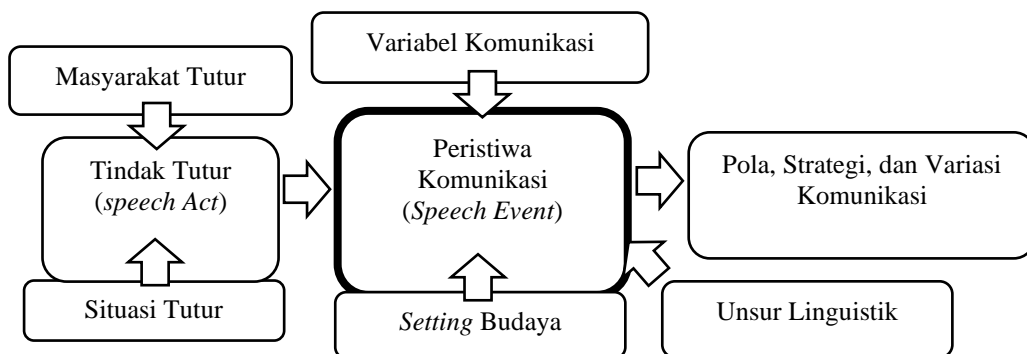 Variabel Komunikasi
Masyarakat Tutur
Tindak Tutur
(speech Act)
Peristiwa
Komunikasi
(Speech Event)
Pola, Strategi, dan Variasi
Komunikasi
Situasi Tutur
Setting Budaya
Unsur Linguistik